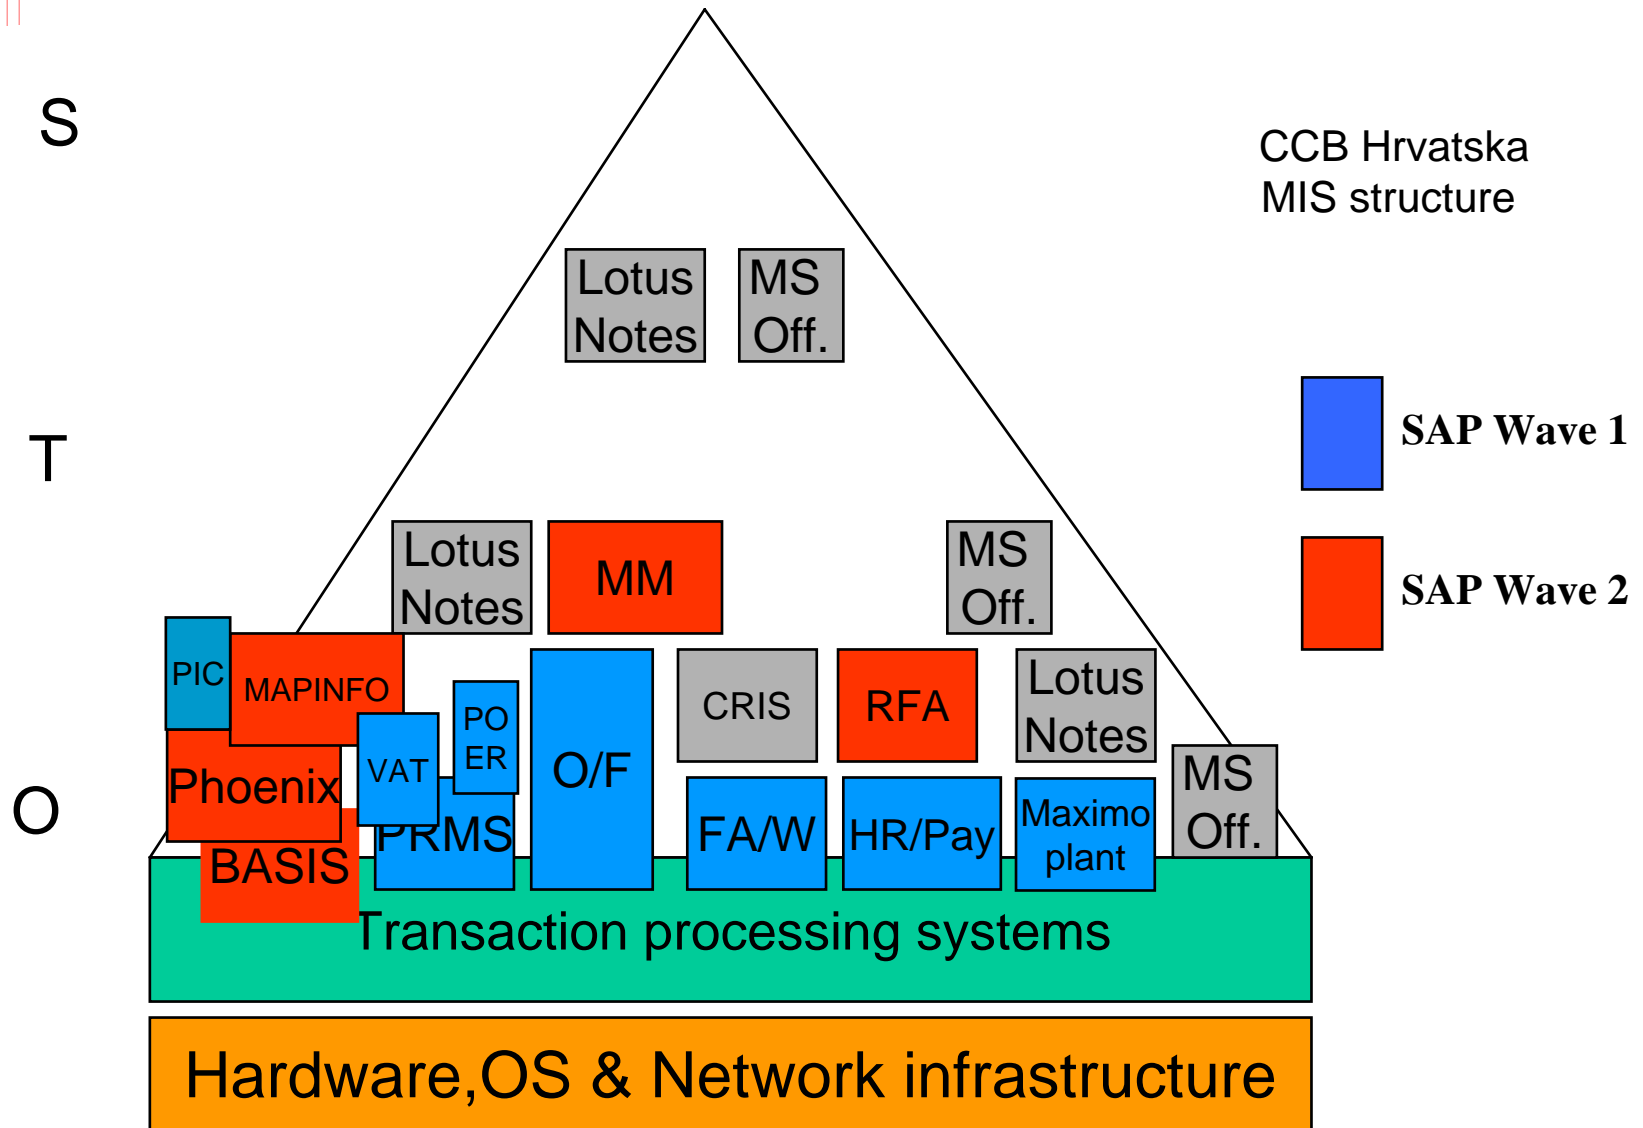 S
CCB Hrvatska
MIS structure
Lotus
Notes
MS
Off.
SAP Wave 1
T
SAP Wave 2
Lotus
Notes
MM
MS
Off.
PIC
MAPINFO
PO
ER
CRIS
RFA
Lotus
Notes
O
Phoenix
VAT
O/F
MS
Off.
BASIS
PRMS
FA/W
HR/Pay
Maximo
plant
Transaction processing systems
Hardware,OS & Network infrastructure